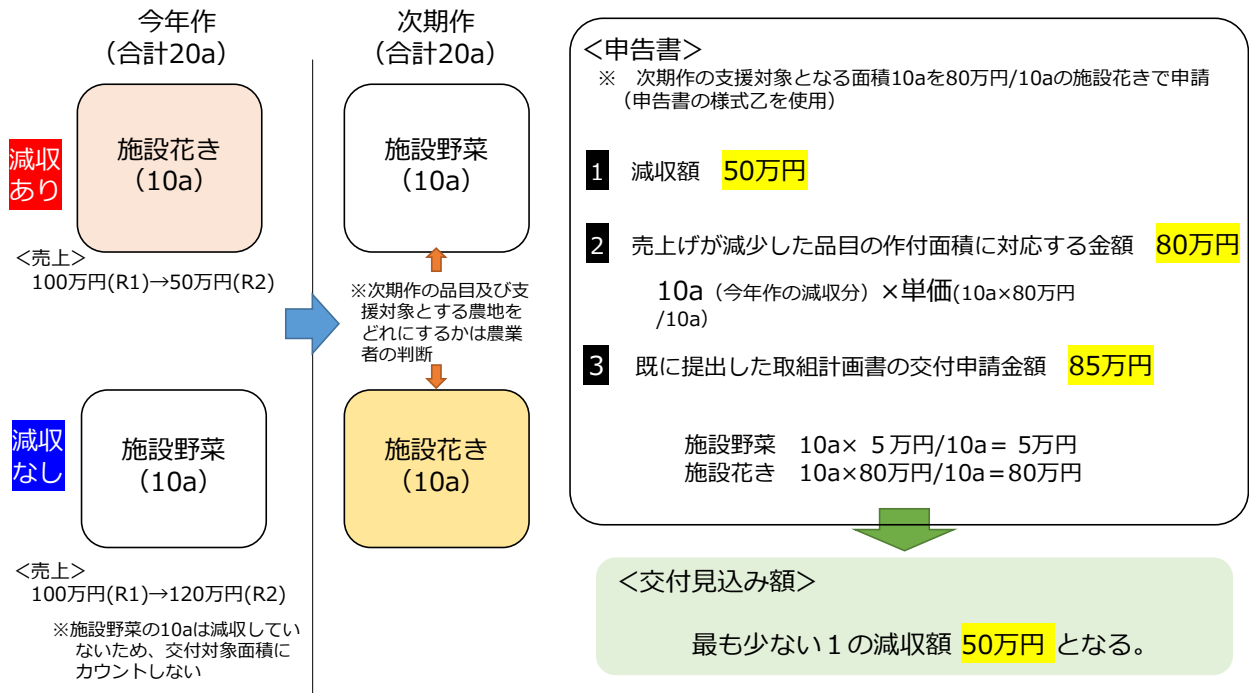 今年作
（合計20a）
減収
あり
施設花き
（10a）
＜売上＞
100万円(R1)→50万円(R2)
減収
なし
施設野菜
（10a）
＜売上＞
100万円(R1)→120万円(R2)
※施設野菜の10aは減収してい
ないため、交付対象面積に
カウントしない
次期作
（合計20a）
施設野菜
（10a）
※次期作の品目及び支
援対象とする農地を
どれにするかは農業
者の判断
施設花き
（10a）
＜申告書＞
※　次期作の支援対象となる面積10aを80万円/10aの施設花きで申請
（申告書の様式乙を使用）
1 減収額 50万円
2 売上げが減少した品目の作付面積に対応する金額 80万円
10a（今年作の減収分）×単価(10a×80万円
/10a）
3 既に提出した取組計画書の交付申請金額 85万円
施設野菜　10a× ５万円/10a＝ 5万円
施設花き　10a×80万円/10a＝80万円
＜交付見込み額＞
最も少ない１の減収額 50万円 となる。